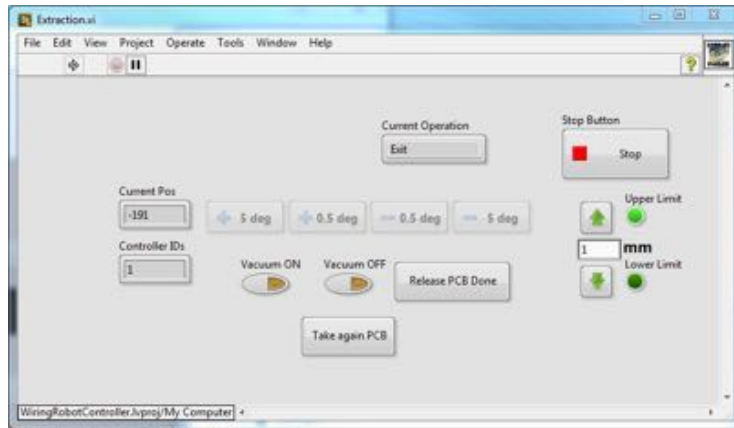 Extraction.vi
File Edit View Project Operate Tools Window Help
Current Operation
Exit
Stop Button
Stop
Current Pos
-191
5 deg
0.5 deg
0.5 deg
5 deg
Upper Limit
1
mm
Lower Limit
Controller IDs
1
Vacuum ON
Vacuum OFF
Release PCB Done
Take again PCB
WiringRobotController.lvproj/My Computer